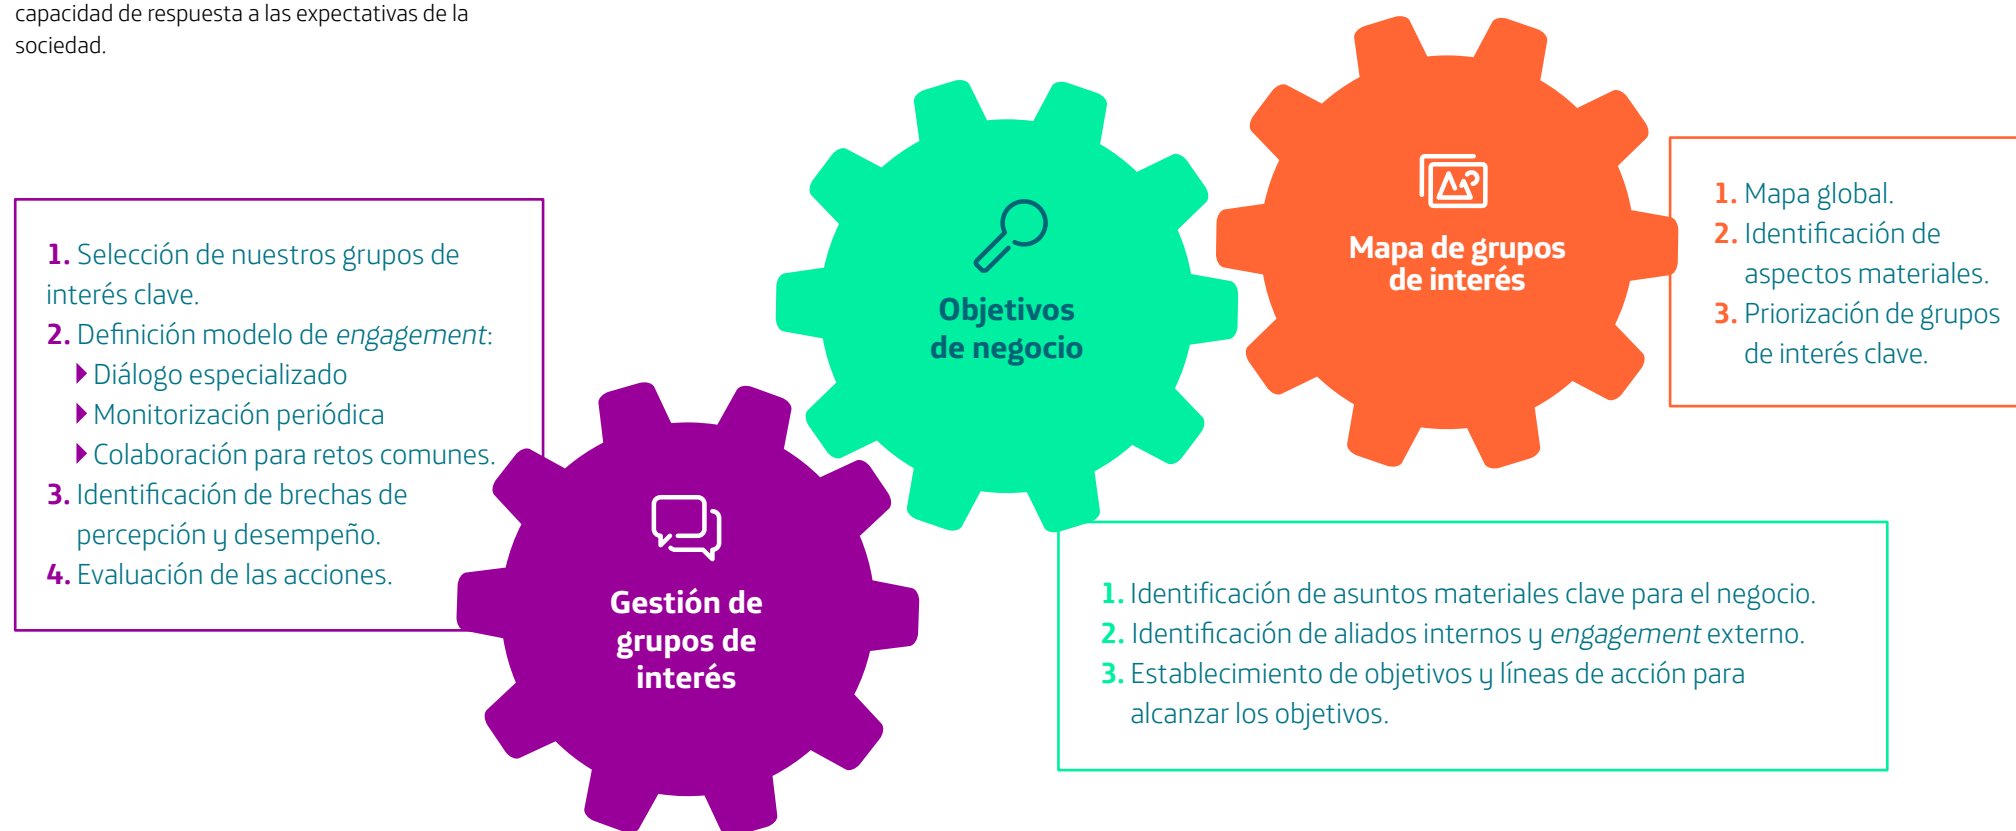 capacidad de respuesta a las expectativas de la
sociedad.
1. Selección de nuestros grupos de
interés clave.
2. Definición modelo de engagement:
Diálogo especializado
Monitorización periódica
Colaboración para retos comunes.
3. Identificación de brechas de
percepción y desempeño.
4. Evaluación de las acciones.
Gestión de
grupos de
interés
Objetivos
de negocio
1. Identificación de asuntos materiales clave para el negocio.
2. Identificación de aliados internos y engagement externo.
3. Establecimiento de objetivos y líneas de acción para
alcanzar los objetivos.
Mapa de grupos
de interés
1. Mapa global.
2. Identificación de
aspectos materiales.
3. Priorización de grupos
de interés clave.